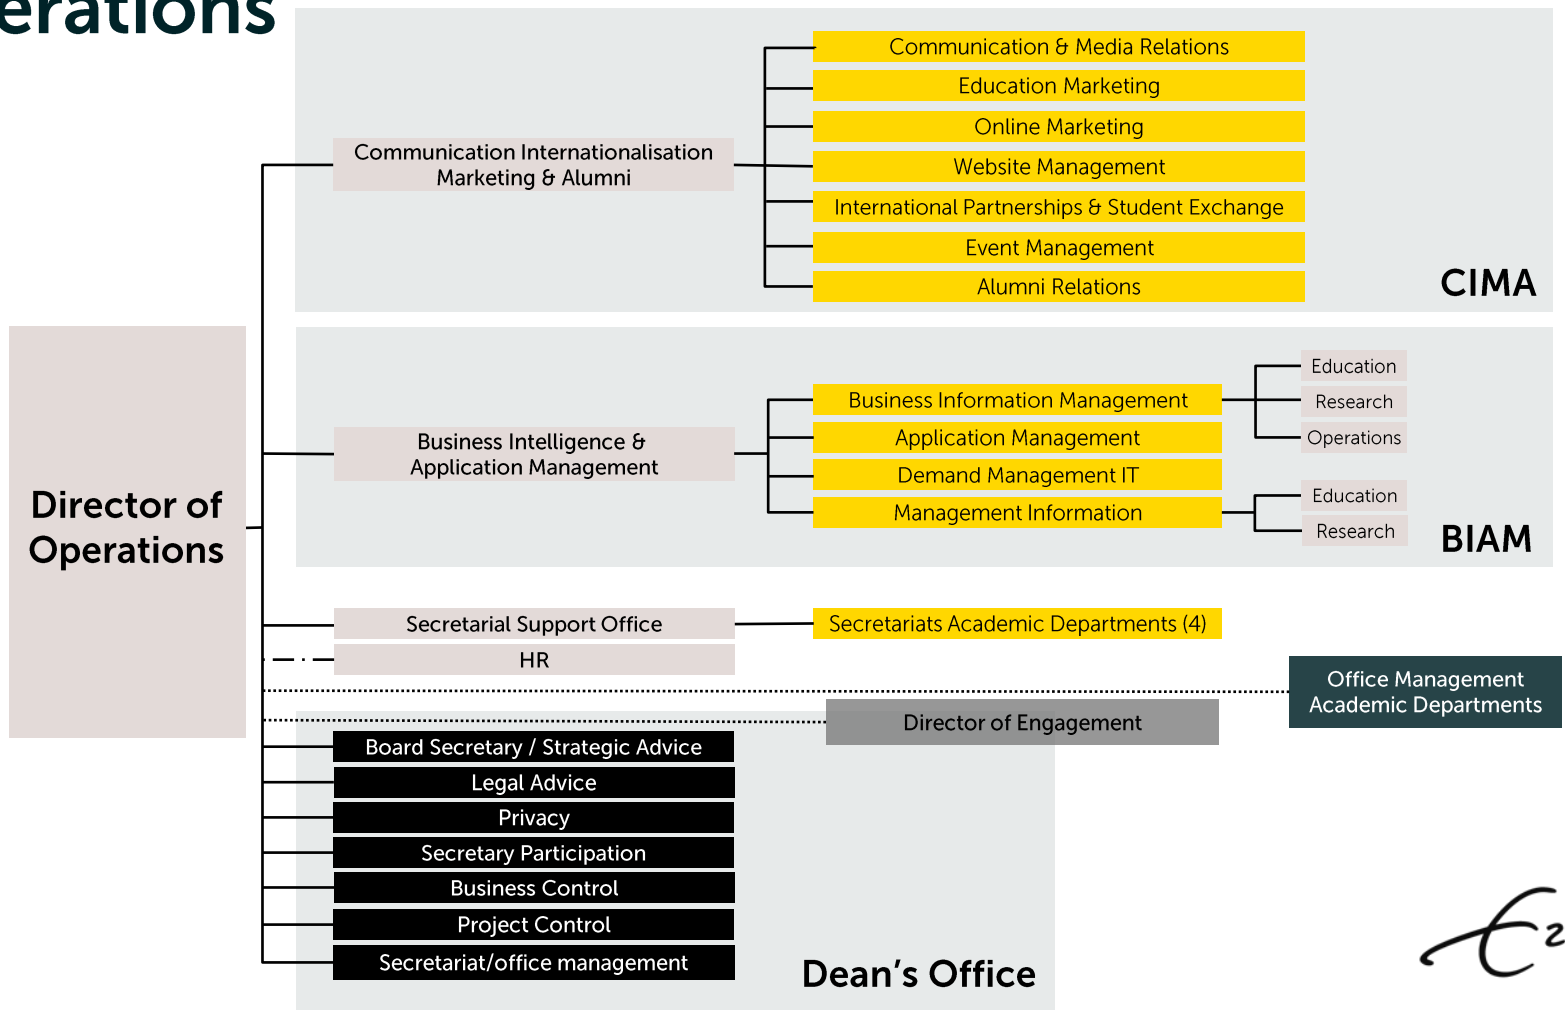 erations
Communication & Media Relations
Education Marketing
Online Marketing
Communication Internationalisation
Marketing & Alumni
Website Management
International Partnerships & Student Exchange
Event Management
Alumni Relations
CIMA
Director of
Operations
Business Intelligence &
Application Management
Business Information Management
Application Management
Demand Management IT
Management Information
Education
Research
Operations
Education
Research
BIAM
Secretarial Support Office
Secretariats Academic Departments (4)
HR
Office Management
Academic Departments
Director of Engagement
Board Secretary / Strategic Advice
Legal Advice
Privacy
Secretary Participation
Business Control
Project Control
Secretariat/office management
Dean's Office